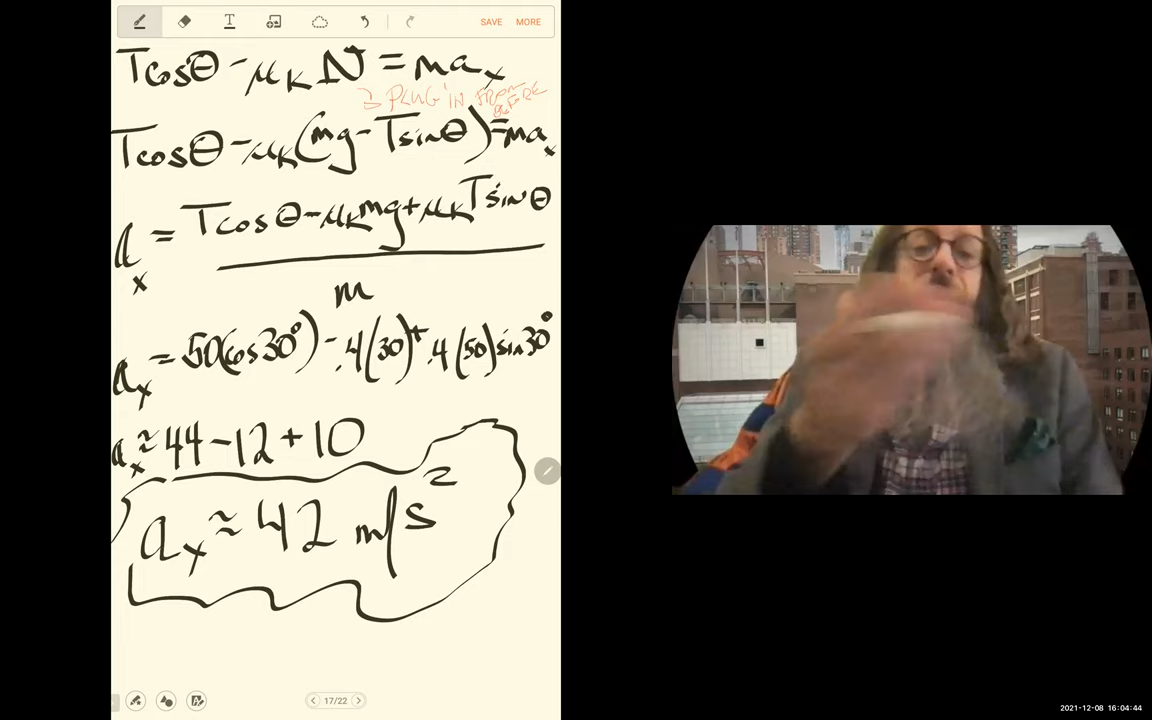 SAVE MORE
Tcosθ - μₖN = maₓ
↳ PLUG IN FROM BEFORE
Tcosθ - μₖ(mg - Tsinθ) = maₓ
aₓ = Tcosθ - μₖmg + μₖTsinθ
m
aₓ = 50(cos30°) - .4(30) + .4(50)sin30°
aₓ ≈ 44 - 12 + 10
aₓ ≈ 42 m/s²
17/22
2021-12-08 16:04:44